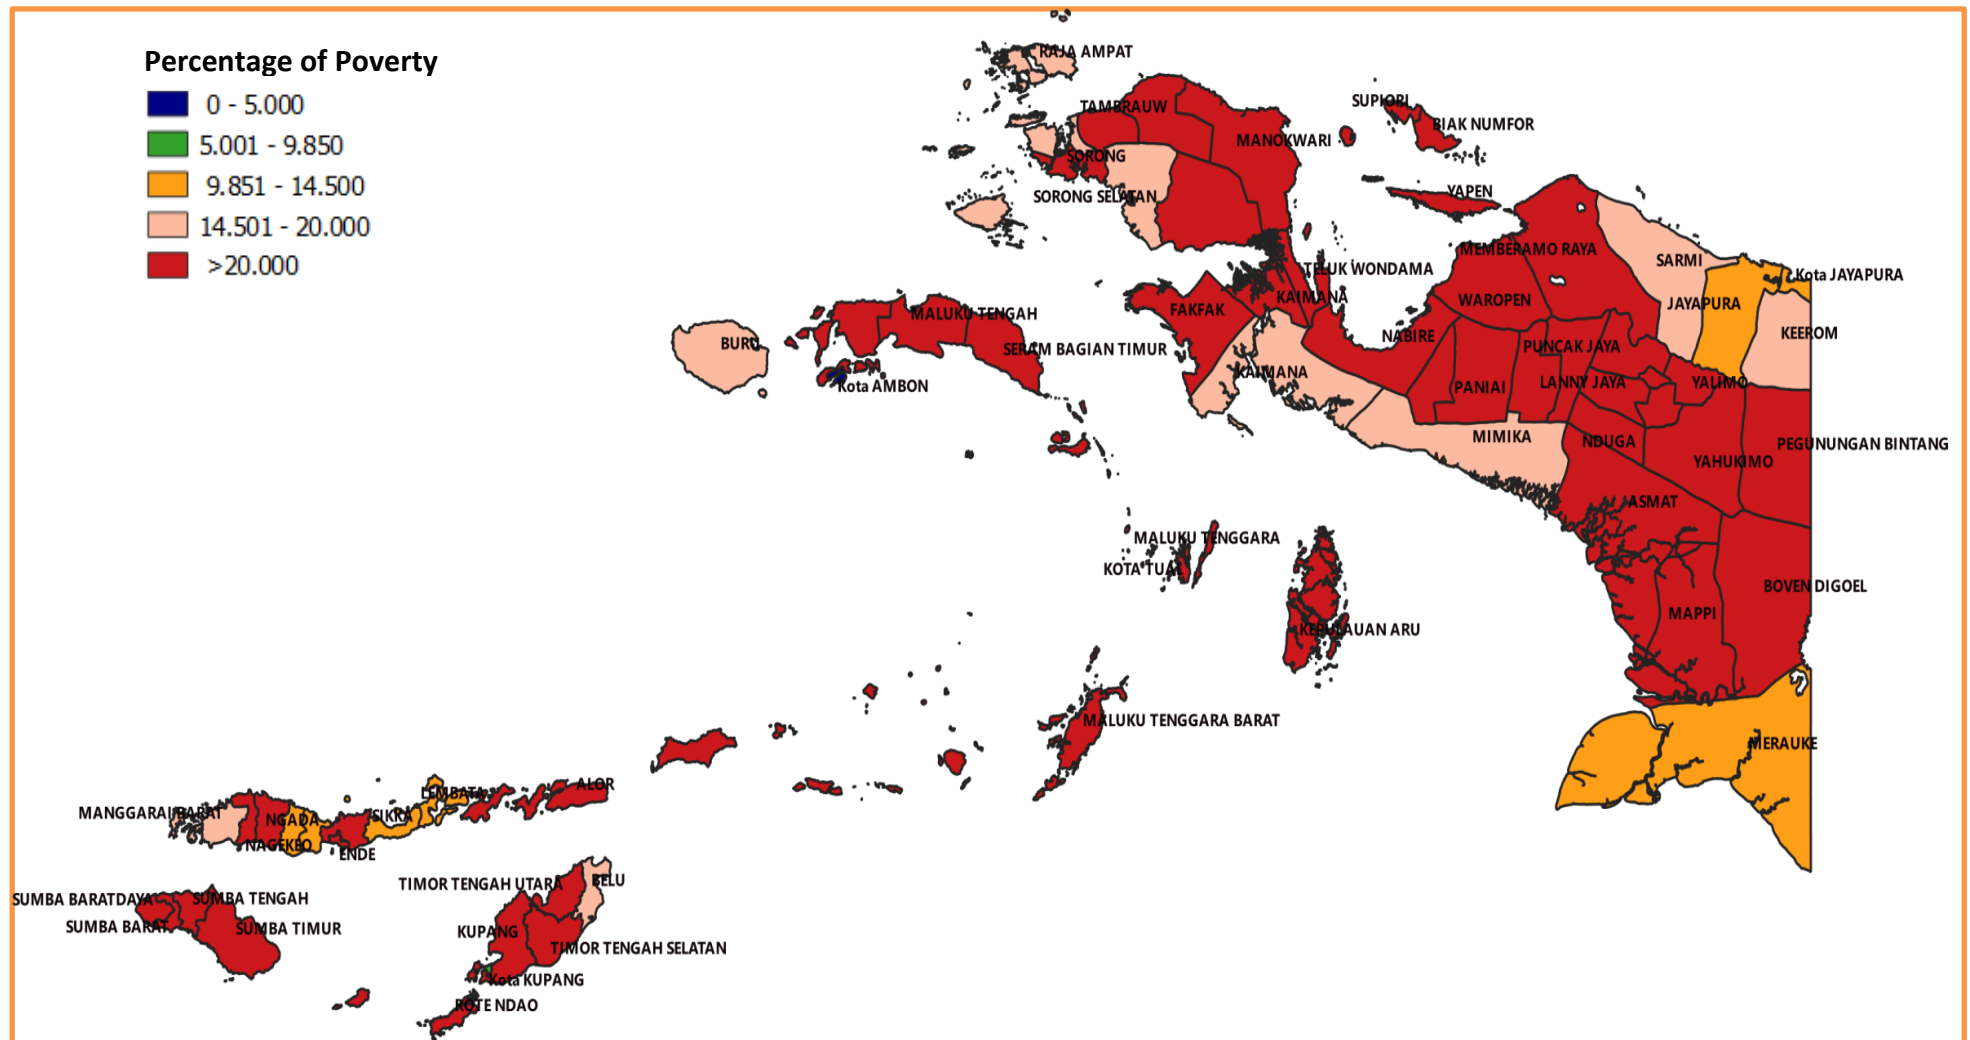 Percentage of Poverty
0 - 5.000
5.001 - 9.850
9.851 - 14.500
14.501 - 20.000
>20.000
RAJA AMPAT
TAMBRAUW
SUPIORI
BIAK NUMFOR
MANOKWARI
SORONG
SORONG SELATAN
YAPEN
MEMBERAMO RAYA
SARMI
TELUK WONDAMA
Kota JAYAPURA
KAIMANA
WAROPEN
JAYAPURA
FAKFAK
MALUKU TENGAH
KEEROM
NABIRE
BURU
SERAM BAGIAN TIMUR
PUNCAK JAYA
KAIMANA
Kota AMBON
PANIAI
LANNY JAYA
YALIMO
MIMIKA
NDUGA
PEGUNUNGAN BINTANG
YAHUKIMO
ASMAT
MALUKU TENGGARA
KOTA TUAL
BOVEN DIGOEL
MAPPI
KEPULAUAN ARU
MALUKU TENGGARA BARAT
MERAUKE
ALOR
LEMBATA
MANGGARAI BARAT
NGADA
SIKKA
NAGEKEO
ENDE
TIMOR TENGAH UTARA
BELU
SUMBA BARATDAYA
SUMBA TENGAH
SUMBA BARAT
SUMBA TIMUR
KUPANG
TIMOR TENGAH SELATAN
Kota KUPANG
ROTE NDAO